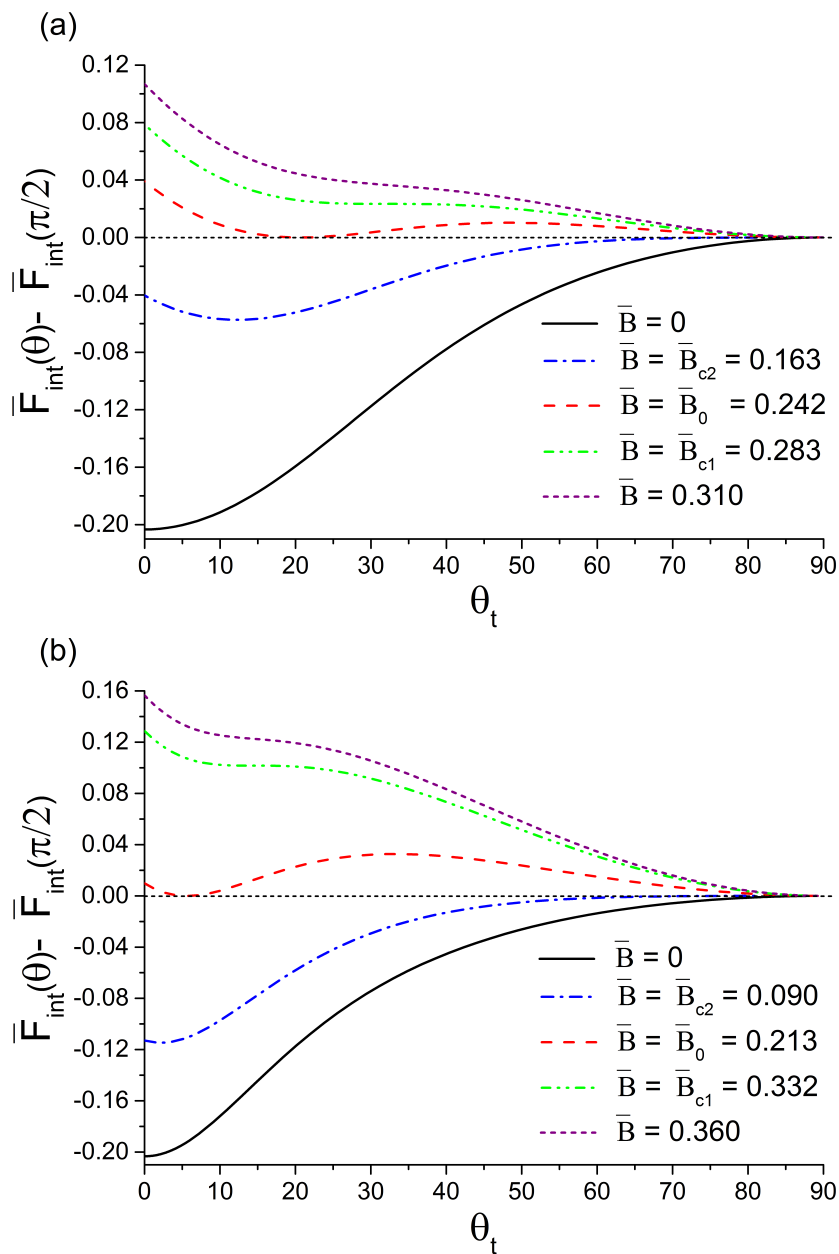 (a)
0.12
0.08
0.04
0.00
-0.04
-0.08
-0.12
-0.16
-0.20
F̅int(θ)- F̅int(π/2)
B̅ = 0
B̅ = B̅c2 = 0.163
B̅ = B̅0 = 0.242
B̅ = B̅c1 = 0.283
B̅ = 0.310
0 10 20 30 40 50 60 70 80 90
θt
(b)
0.16
0.12
0.08
0.04
0.00
-0.04
-0.08
-0.12
-0.16
-0.20
F̅int(θ)- F̅int(π/2)
B̅ = 0
B̅ = B̅c2 = 0.090
B̅ = B̅0 = 0.213
B̅ = B̅c1 = 0.332
B̅ = 0.360
0 10 20 30 40 50 60 70 80 90
θt